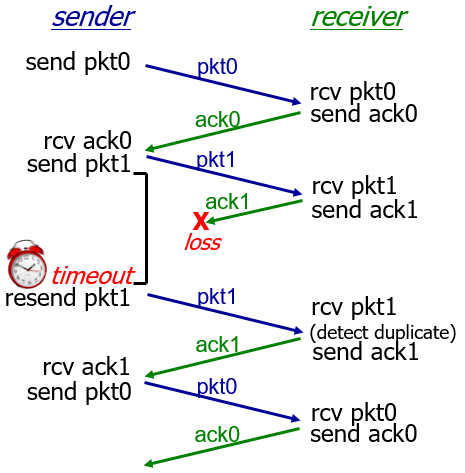 sender
receiver
send pkt0
pkt0
rcv pkt0
send ack0
ack0
rcv ack0
send pkt1
pkt1
rcv pkt1
send ack1
ack1
X
loss
timeout
resend pkt1
pkt1
rcv pkt1
(detect duplicate)
send ack1
ack1
rcv ack1
send pkt0
pkt0
rcv pkt0
send ack0
ack0